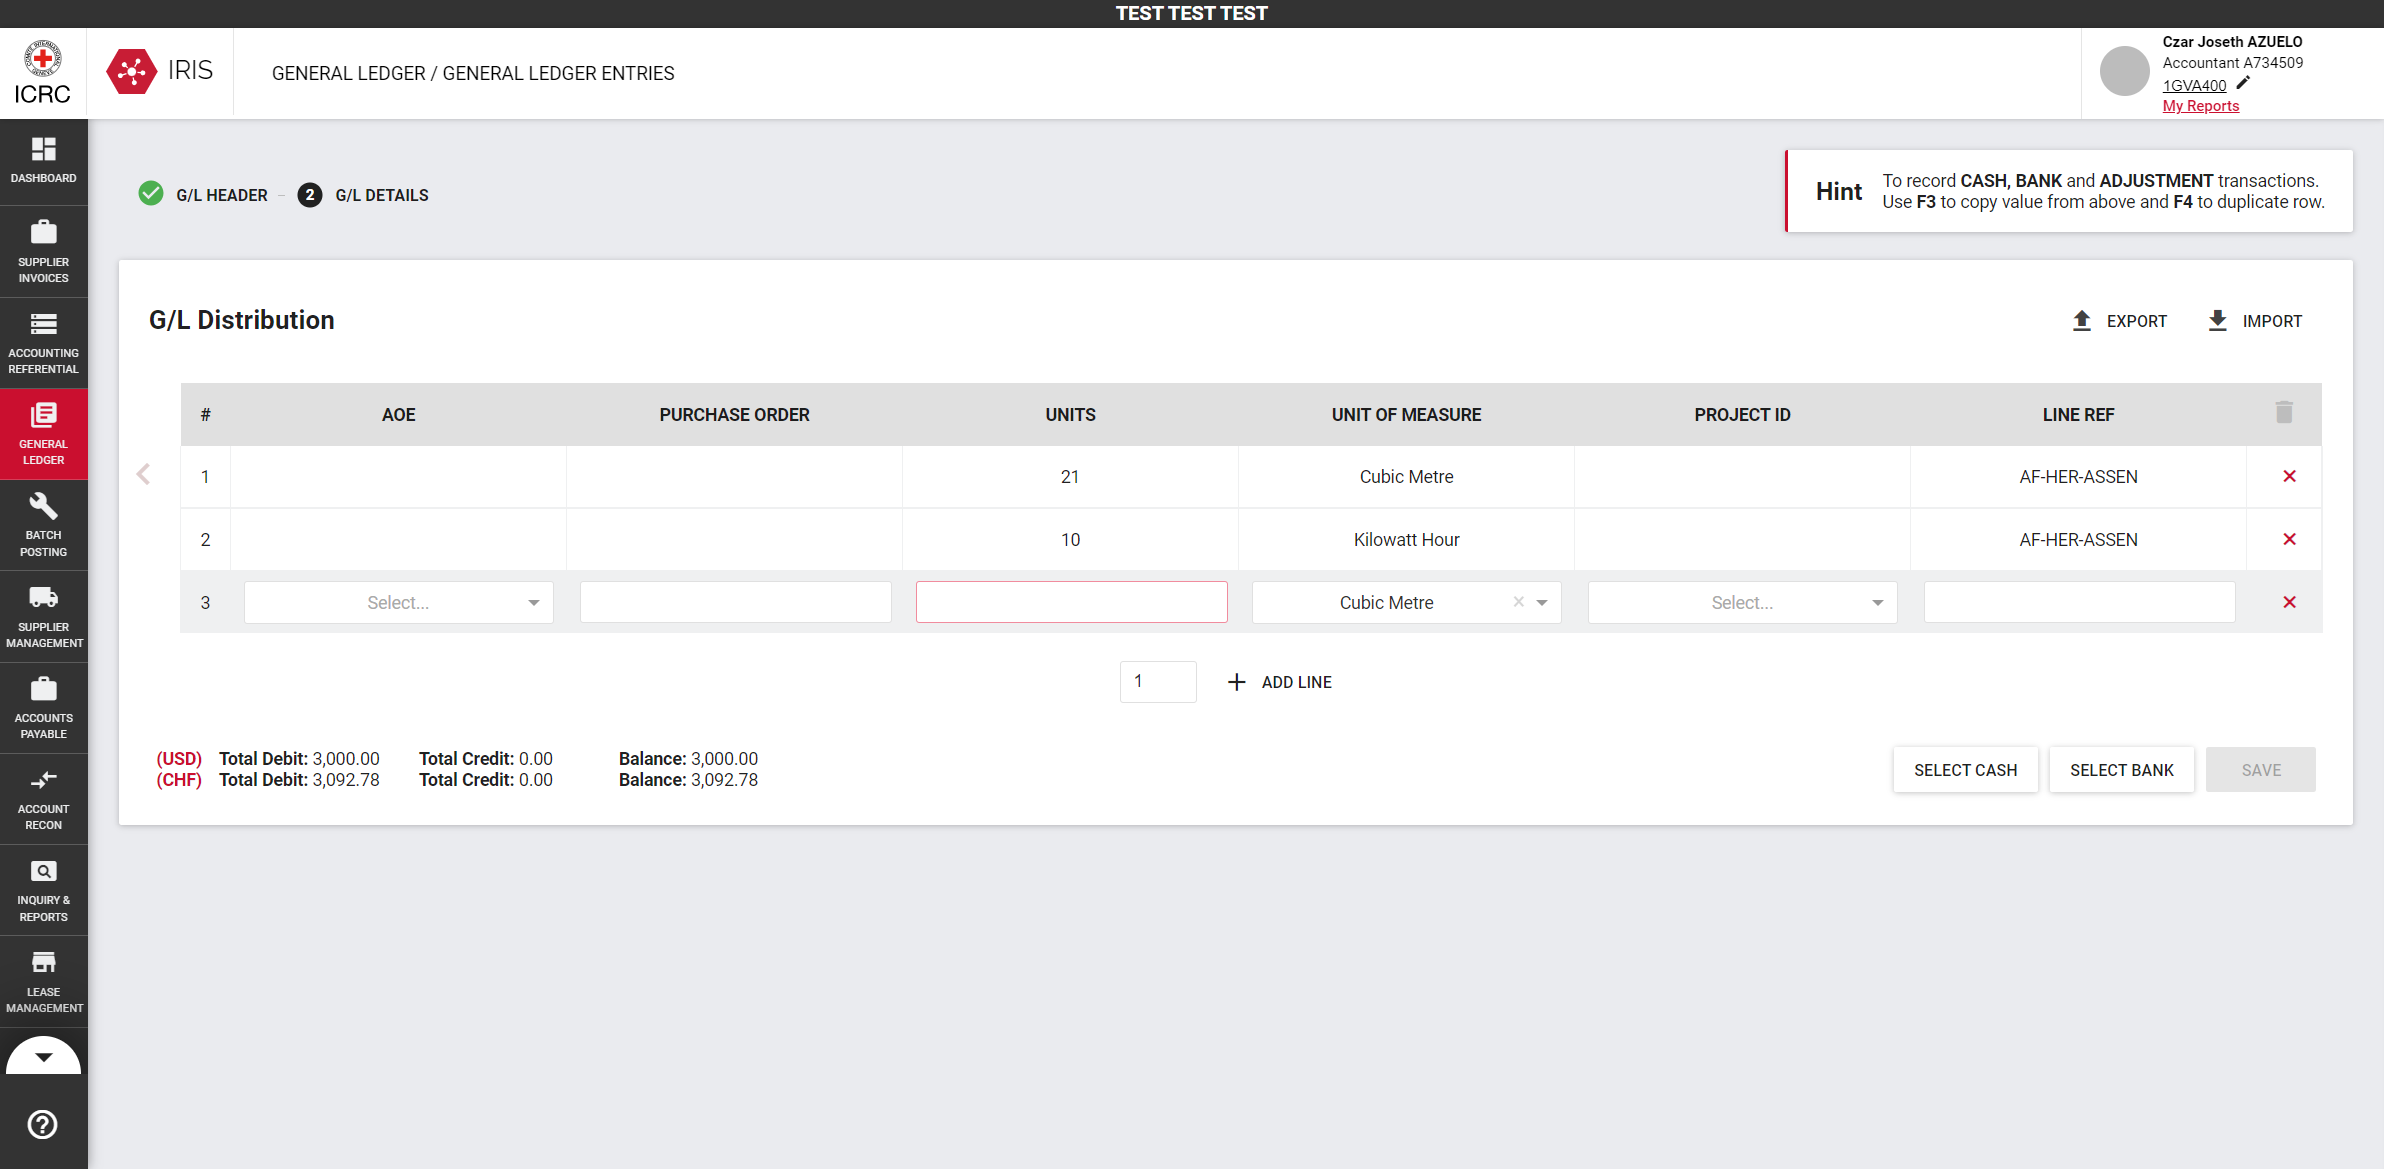 TEST TEST TEST
ICRC
IRIS
GENERAL LEDGER / GENERAL LEDGER ENTRIES
Czar Joseth AZUELO
Accountant A734509
1GVA400
My Reports
DASHBOARD
SUPPLIER
INVOICES
ACCOUNTING
REFERENTIAL
GENERAL
LEDGER
BATCH
POSTING
SUPPLIER
MANAGEMENT
ACCOUNTS
PAYABLE
ACCOUNT
RECON
INQUIRY &
REPORTS
LEASE
MANAGEMENT
G/L HEADER – 2 G/L DETAILS
Hint
To record CASH, BANK and ADJUSTMENT transactions.
Use F3 to copy value from above and F4 to duplicate row.
G/L Distribution
EXPORT IMPORT
# AOE PURCHASE ORDER UNITS UNIT OF MEASURE PROJECT ID LINE REF
1 21 Cubic Metre AF-HER-ASSEN
2 10 Kilowatt Hour AF-HER-ASSEN
3 Select... Cubic Metre Select...
1 ADD LINE
(USD) Total Debit: 3,000.00 Total Credit: 0.00 Balance: 3,000.00
(CHF) Total Debit: 3,092.78 Total Credit: 0.00 Balance: 3,092.78
SELECT CASH SELECT BANK SAVE